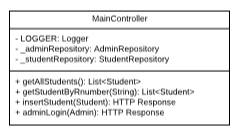 MainController
- LOGGER: Logger
- _adminRepository: AdminRepository
- _studentRepository: StudentRepository
+ getAllStudents(): List<Student>
+ getStudentByRnumber(String): List<Student>
+ insertStudent(Student): HTTP Response
+ adminLogin(Admin): HTTP Response